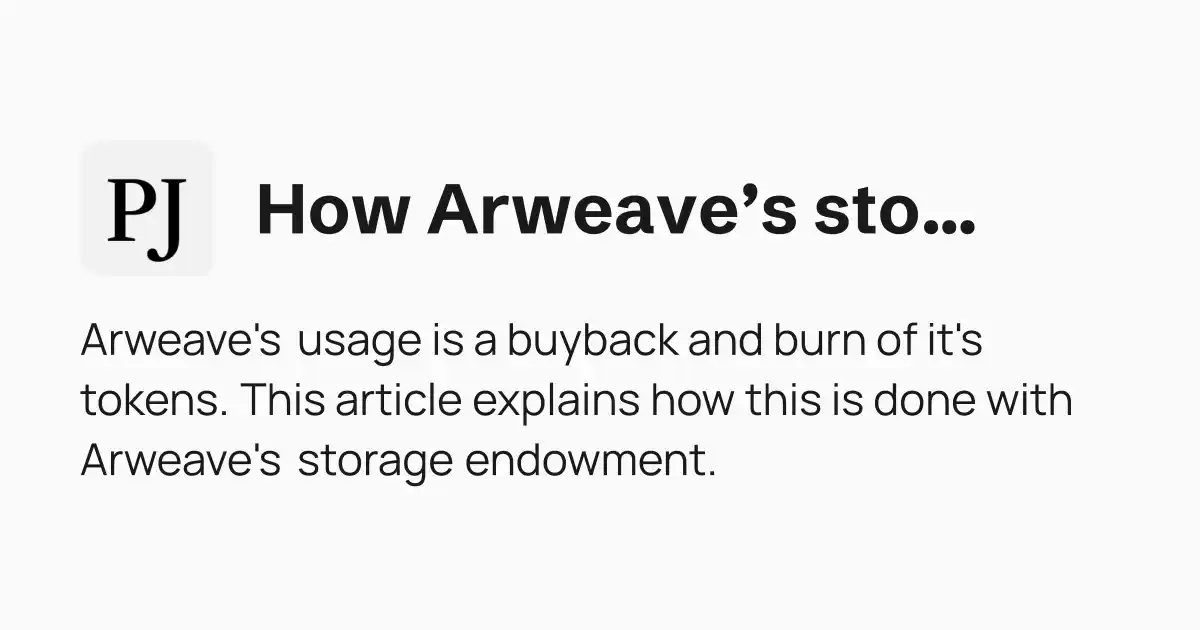 PJ
How Arweave’s sto...
Arweave's usage is a buyback and burn of it's
tokens. This article explains how this is done with
Arweave's storage endowment.